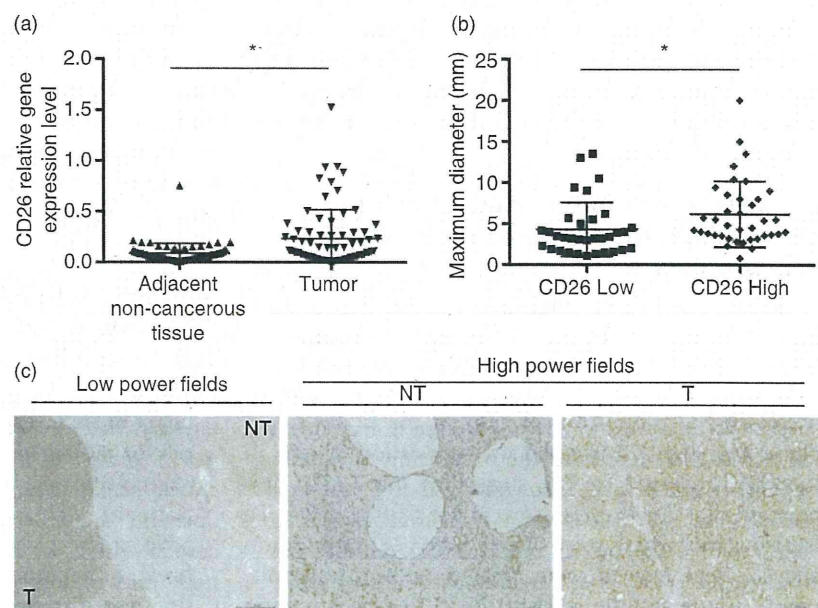 (a)
*
CD26 relative gene
expression level
2.0
1.5
1.0
0.5
0.0
Adjacent
non-cancerous
tissue
Tumor
(b)
*
Maximum diameter (mm)
25
20
15
10
5
0
CD26 Low
CD26 High
(c)
Low power fields
High power fields
NT
T
NT
T